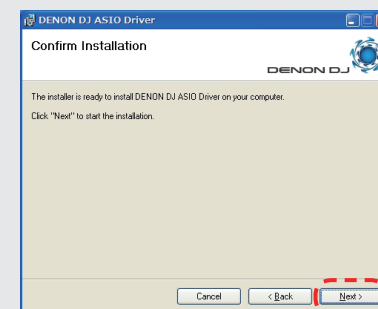 DENON DJ ASIO Driver
Confirm Installation
DENON DJ
The installer is ready to install DENON DJ ASIO Driver on your computer.
Click "Next" to start the installation.
Cancel
< Back
Next >